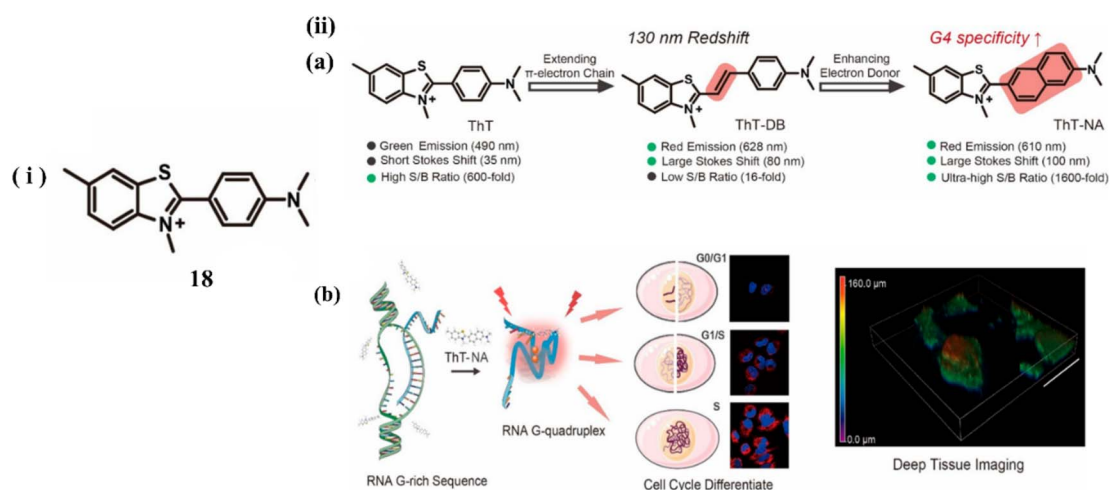 (ii)
(a)
130 nm Redshift
G4 specificity ↑
Extending
π-electron Chain
Enhancing
Electron Donor
S
N+
N
ThT
S
N+
N
ThT-DB
S
N+
N
ThT-NA
Green Emission (490 nm)
Short Stokes Shift (35 nm)
High S/B Ratio (600-fold)
Red Emission (628 nm)
Large Stokes Shift (80 nm)
Low S/B Ratio (16-fold)
Red Emission (610 nm)
Large Stokes Shift (100 nm)
Ultra-high S/B Ratio (1600-fold)
( i )
S
N+
N
18
(b)
ThT-NA
RNA G-rich Sequence
RNA G-quadruplex
G0/G1
G1/S
S
Cell Cycle Differentiate
160.0 µm
0.0 µm
Deep Tissue Imaging